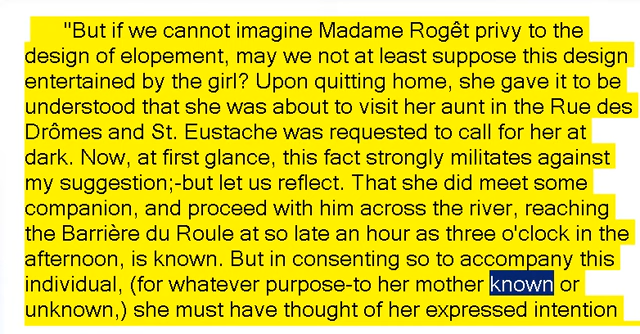 "But if we cannot imagine Madame Rogêt privy to the
design of elopement, may we not at least suppose this design
entertained by the girl? Upon quitting home, she gave it to be
understood that she was about to visit her aunt in the Rue des
Drômes and St. Eustache was requested to call for her at
dark. Now, at first glance, this fact strongly militates against
my suggestion;-but let us reflect. That she did meet some
companion, and proceed with him across the river, reaching
the Barrière du Roule at so late an hour as three o'clock in the
afternoon, is known. But in consenting so to accompany this
individual, (for whatever purpose-to her mother known or
unknown,) she must have thought of her expressed intention